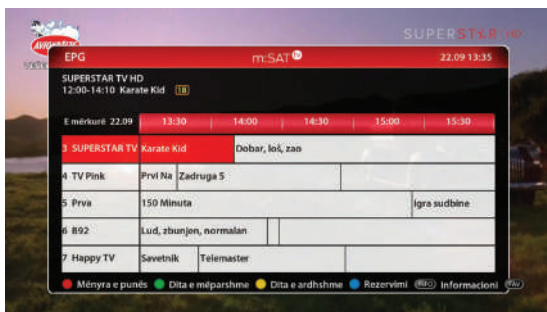 SUPERST★R HD
EPG m:SAT tv 22.09 13:35
SUPERSTAR TV HD
12:00-14:10 Karate Kid 18
E mërkurë 22.09 13:30 14:00 14:30 15:00 15:30
3 SUPERSTAR TV Karate Kid Dobar, loš, zao
4 TV Pink Prvi Na Zadruga 5
5 Prva 150 Minuta Igra sudbine
6 B92 Lud, zbunjen, normalan
7 Happy TV Savetnik Telemaster
Mënyra e punës Dita e mëparshme Dita e ardhshme Rezervimi INFO Informacioni FAV